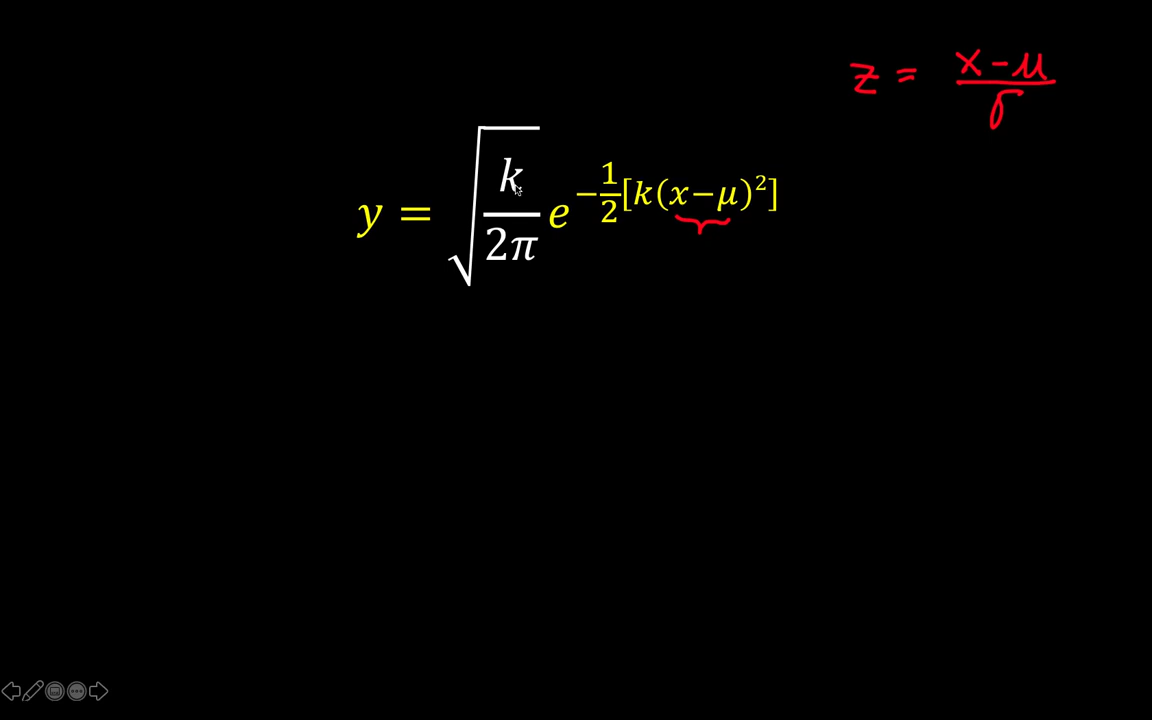 z = x-μ/σ
y = √(k/2π) e^(-1/2[k(x-μ)²])